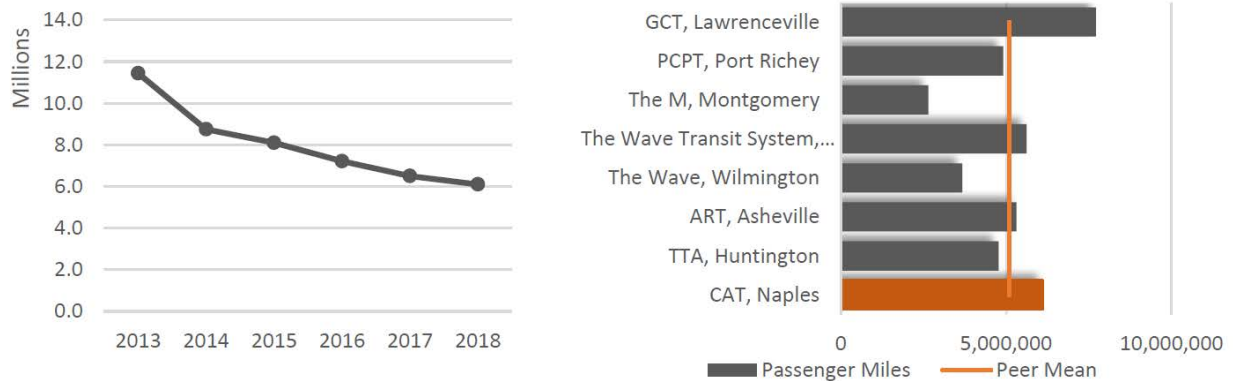 Millions
14.0
12.0
10.0
8.0
6.0
4.0
2.0
0.0
2013 2014 2015 2016 2017 2018
GCT, Lawrenceville
PCPT, Port Richey
The M, Montgomery
The Wave Transit System,...
The Wave, Wilmington
ART, Asheville
TTA, Huntington
CAT, Naples
0 5,000,000 10,000,000
Passenger Miles Peer Mean